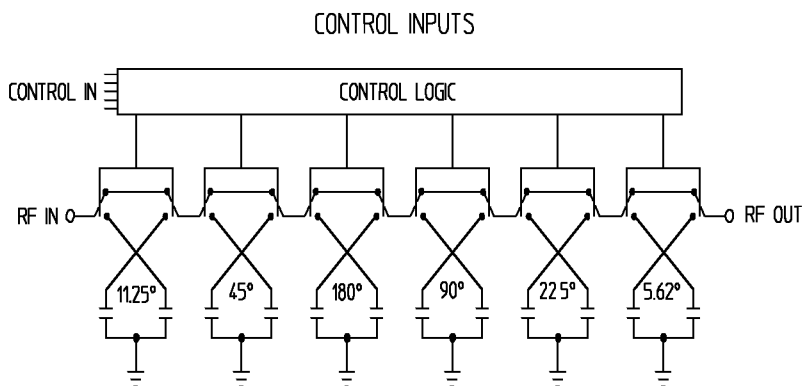 CONTROL INPUTS
CONTROL IN
CONTROL LOGIC
RF IN
RF OUT
11.25° 45° 180° 90° 22 5° 5.62°